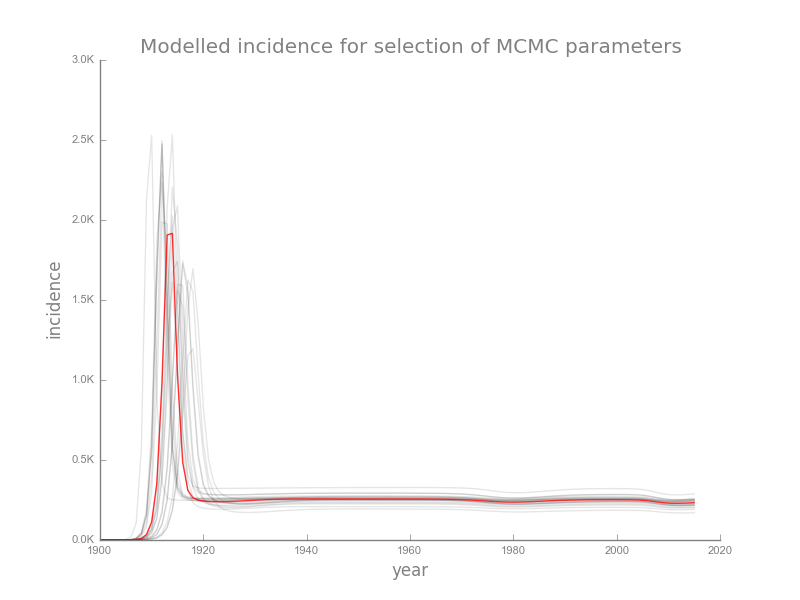 Modelled incidence for selection of MCMC parameters
3.0K
2.5K
2.0K
1.5K
1.0K
0.5K
0.0K
incidence
1900 1920 1940 1960 1980 2000 2020
year